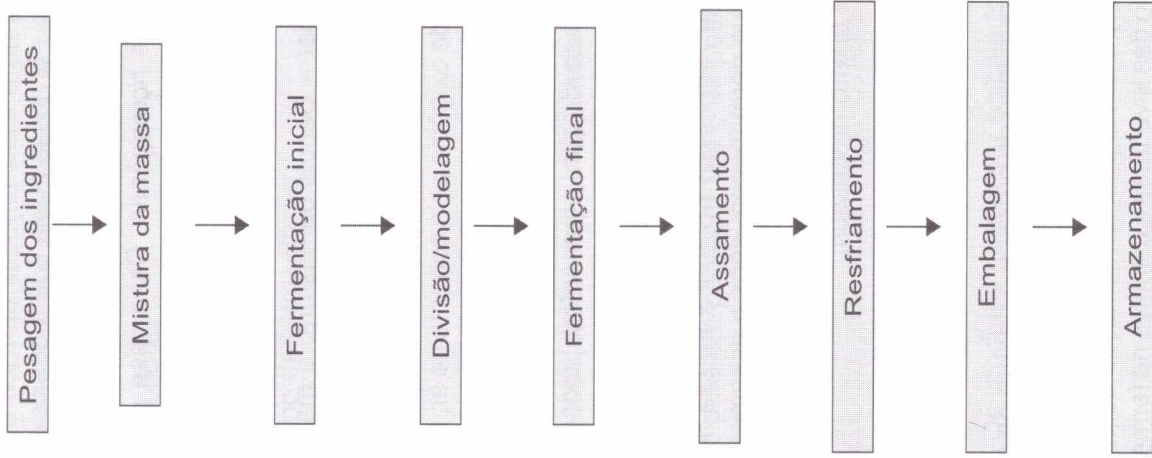 Pesagem dos ingredientes
Mistura da massa
Fermentação inicial
Divisão/modelagem
Fermentação final
Assamento
Resfriamento
Embalagem
Armazenamento